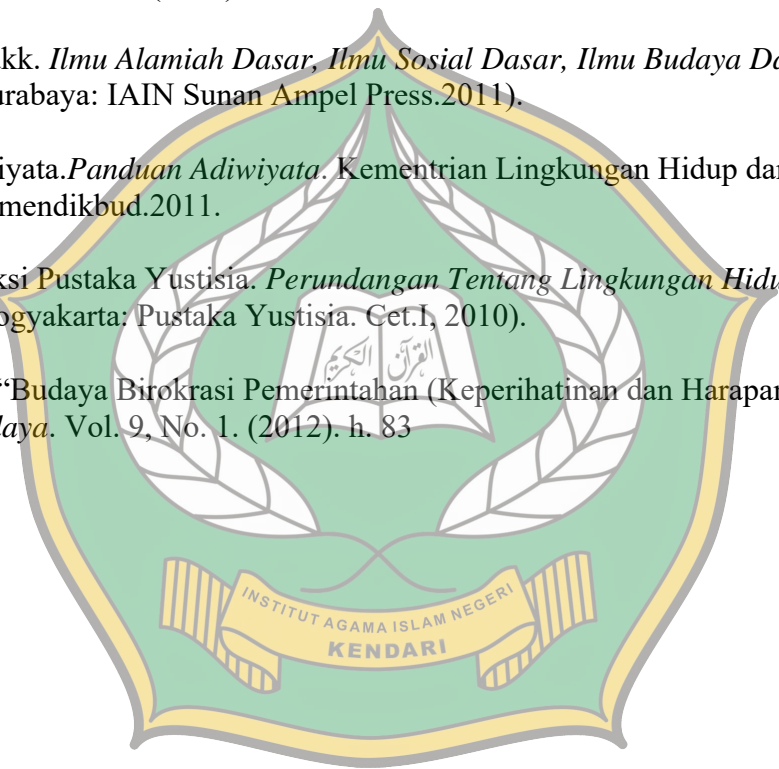 kk. Ilmu Alamiah Dasar, Ilmu Sosial Dasar, Ilmu Budaya Da
urabaya: IAIN Sunan Ampel Press.2011).
iyata.Panduan Adiwiyata. Kementrian Lingkungan Hidup dan
mendikbud.2011.
ksi Pustaka Yustisia. Perundangan Tentang Lingkungan Hidu
ogyakarta: Pustaka Yustisia. Cet.I, 2010).
“Budaya Birokrasi Pemerintahan (Keperihatinan dan Harapan
laya. Vol. 9, No. 1. (2012). h. 83
القرآن الكريم
INSTITUT AGAMA ISLAM NEGERI
KENDARI